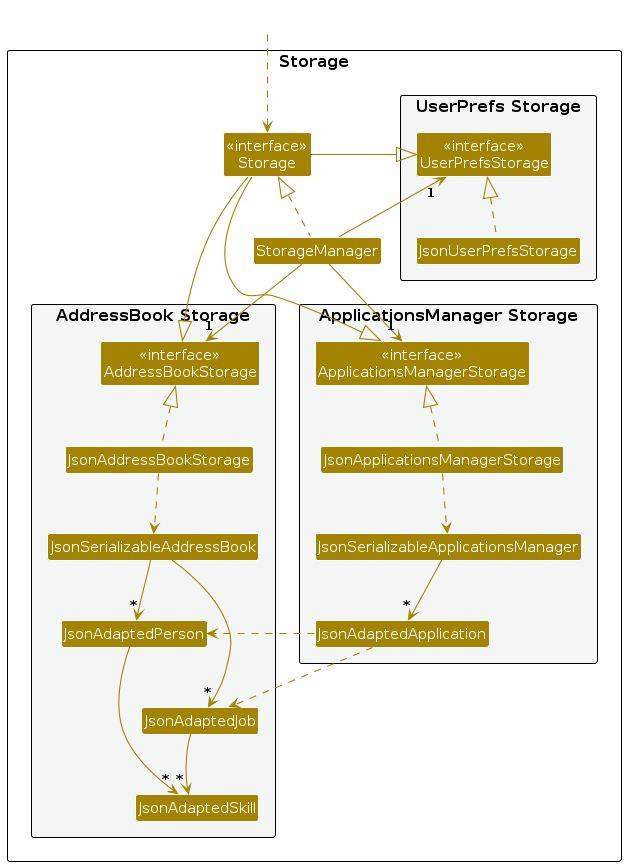 Storage
UserPrefs Storage
«interface»
Storage
«interface»
UserPrefsStorage
1
StorageManager
JsonUserPrefsStorage
AddressBook Storage
1
ApplicationsManager Storage
1
«interface»
AddressBookStorage
«interface»
ApplicationsManagerStorage
JsonAddressBookStorage
JsonApplicationsManagerStorage
JsonSerializableAddressBook
JsonSerializableApplicationsManager
*
*
JsonAdaptedPerson
JsonAdaptedApplication
*
JsonAdaptedJob
* *
JsonAdaptedSkill